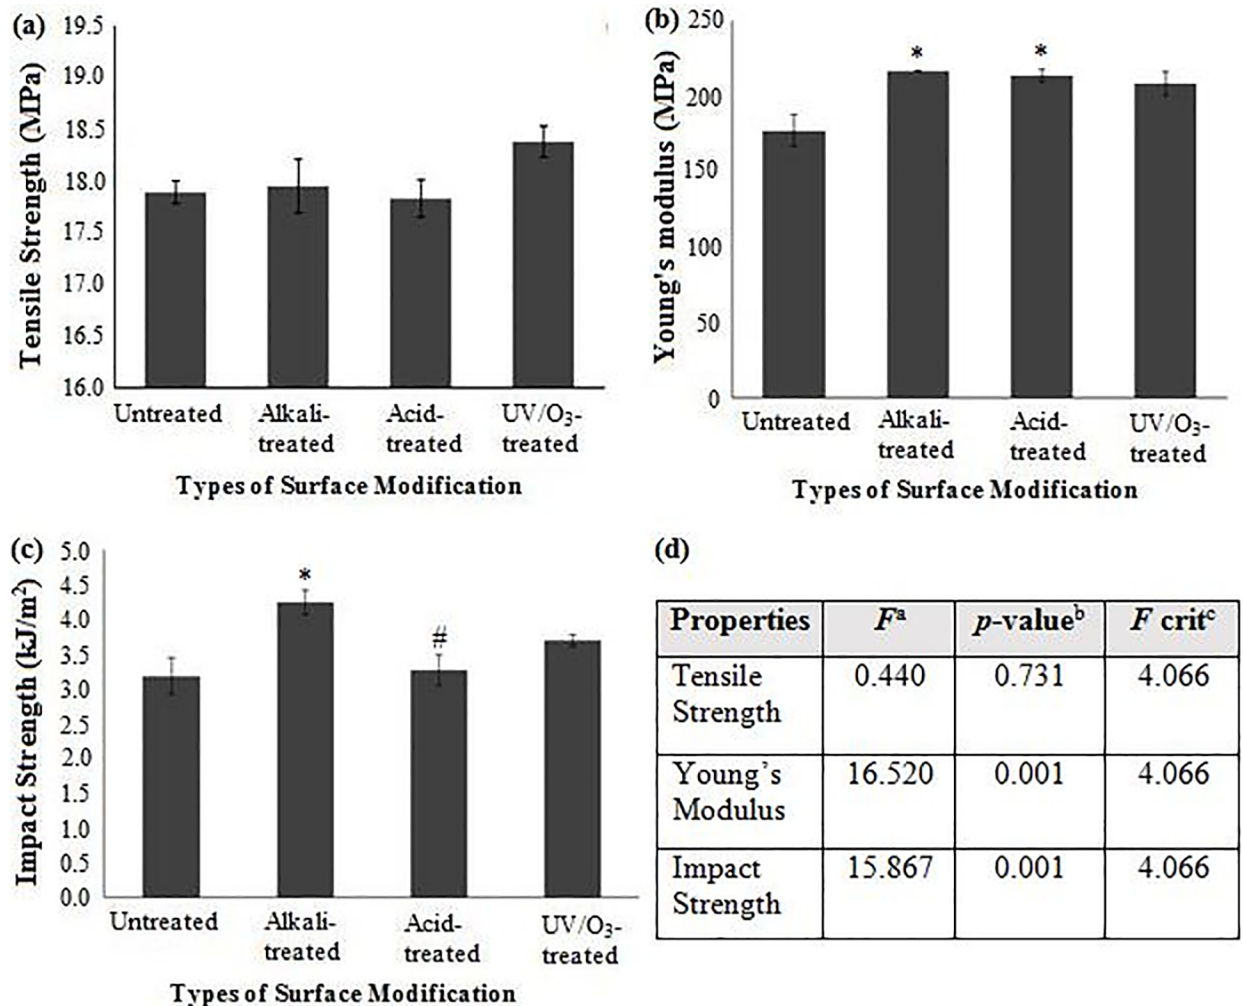 (a)
Tensile Strength (MPa)
19.5
19.0
18.5
18.0
17.5
17.0
16.5
16.0
Untreated
Alkali-
treated
Acid-
treated
UV/O₃-
treated
Types of Surface Modification
(b)
Young's modulus (MPa)
250
200
150
100
50
0
*
*
Untreated
Alkali-
treated
Acid-
treated
UV/O₃-
treated
Types of Surface Modification
(c)
Impact Strength (kJ/m²)
5.0
4.5
4.0
3.5
3.0
2.5
2.0
1.5
1.0
0.5
0.0
*
#
Untreated
Alkali-
treated
Acid-
treated
UV/O₃-
treated
Types of Surface Modification
(d)
Properties Fᵃ p-valueᵇ F critᶜ
Tensile 0.440 0.731 4.066
Strength
Young's 16.520 0.001 4.066
Modulus
Impact 15.867 0.001 4.066
Strength